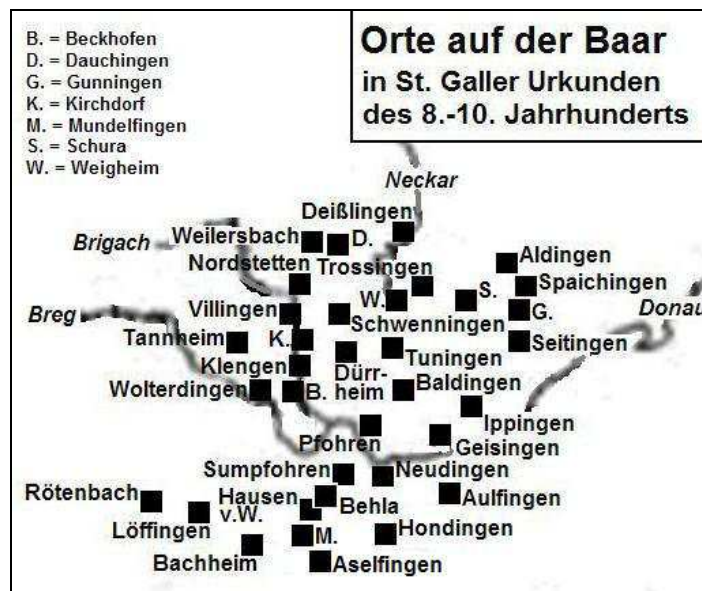 B. = Beckhofen
D. = Dauchingen
G. = Gunningen
K. = Kirchdorf
M. = Mundelfingen
S. = Schura
W. = Weigheim
Orte auf der Baar
in St. Galler Urkunden
des 8.-10. Jahrhunderts
Neckar
Deißlingen
Brigach
Weilersbach
D.
Aldingen
Nordstetten
Trossingen
Spaichingen
Breg
Villingen
W.
S.
G.
Donau
Schwenningen
Tannheim
K.
Seitingen
Klengen
Tuningen
Dürr-
heim
Wolterdingen
B.
Baldingen
Ippingen
Pfohren
Geisingen
Sumpfohren
Neudingen
Rötenbach
Hausen
v.W.
Behla
Aulfingen
Löffingen
M.
Hondingen
Bachheim
Aselfingen